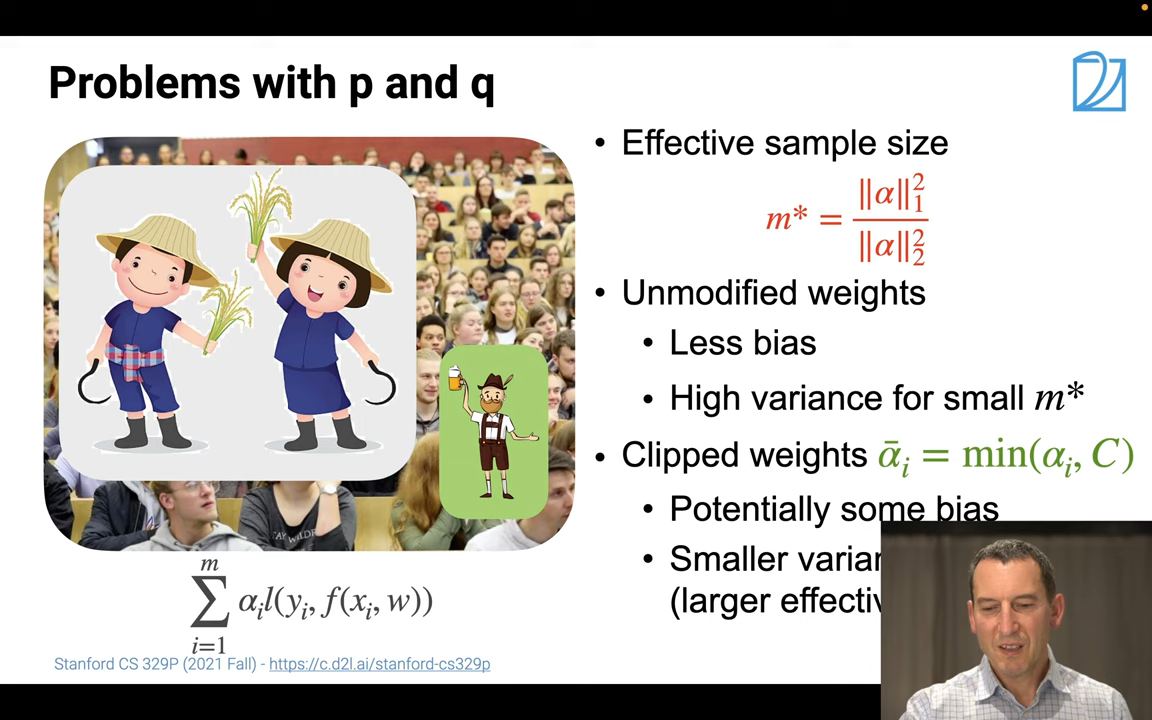 Problems with p and q
• Effective sample size
m* = ‖α‖₁² / ‖α‖₂²
• Unmodified weights
• Less bias
• High variance for small m*
• Clipped weights ᾱᵢ = min(αᵢ, C)
• Potentially some bias
• Smaller
(larger
∑ᵢ₌₁ᵐ αᵢl(yᵢ, f(xᵢ, w))
Stanford CS 329P (2021 Fall) - https://c.d2l.ai/stanford-cs329p